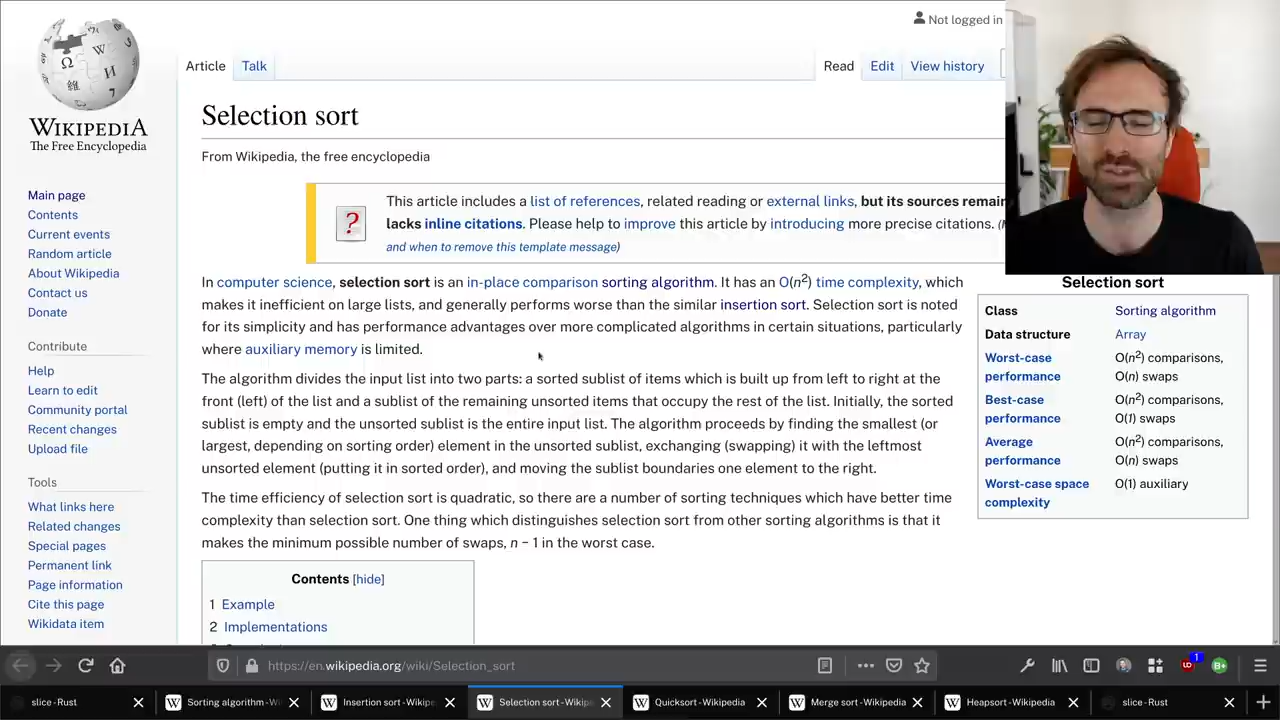 Not logged in
WIKIPEDIA
The Free Encyclopedia
Article
Talk
Read
Edit
View history
Selection sort
From Wikipedia, the free encyclopedia
This article includes a list of references, related reading or external links, but its sources remain
lacks inline citations. Please help to improve this article by introducing more precise citations.
and when to remove this template message)
Main page
Contents
Current events
Random article
About Wikipedia
Contact us
Donate
Contribute
Help
Learn to edit
Community portal
Recent changes
Upload file
Tools
What links here
Related changes
Special pages
Permanent link
Page information
Cite this page
Wikidata item
In computer science, selection sort is an in-place comparison sorting algorithm. It has an O(n²) time complexity, which
makes it inefficient on large lists, and generally performs worse than the similar insertion sort. Selection sort is noted
for its simplicity and has performance advantages over more complicated algorithms in certain situations, particularly
where auxiliary memory is limited.
The algorithm divides the input list into two parts: a sorted sublist of items which is built up from left to right at the
front (left) of the list and a sublist of the remaining unsorted items that occupy the rest of the list. Initially, the sorted
sublist is empty and the unsorted sublist is the entire input list. The algorithm proceeds by finding the smallest (or
largest, depending on sorting order) element in the unsorted sublist, exchanging (swapping) it with the leftmost
unsorted element (putting it in sorted order), and moving the sublist boundaries one element to the right.
The time efficiency of selection sort is quadratic, so there are a number of sorting techniques which have better time
complexity than selection sort. One thing which distinguishes selection sort from other sorting algorithms is that it
makes the minimum possible number of swaps, n − 1 in the worst case.
Contents [hide]
1 Example
2 Implementations
Selection sort
Class Sorting algorithm
Data structure Array
Worst-case O(n²) comparisons,
performance O(n) swaps
Best-case O(n²) comparisons,
performance O(1) swaps
Average O(n²) comparisons,
performance O(n) swaps
Worst-case space O(1) auxiliary
complexity
https://en.wikipedia.org/wiki/Selection_sort
1
slice - Rust
Sorting algorithm - W
Insertion sort - Wikipe
Selection sort - Wikip
Quicksort - Wikipedia
Merge sort - Wikipedia
Heapsort - Wikipedia
slice - Rust